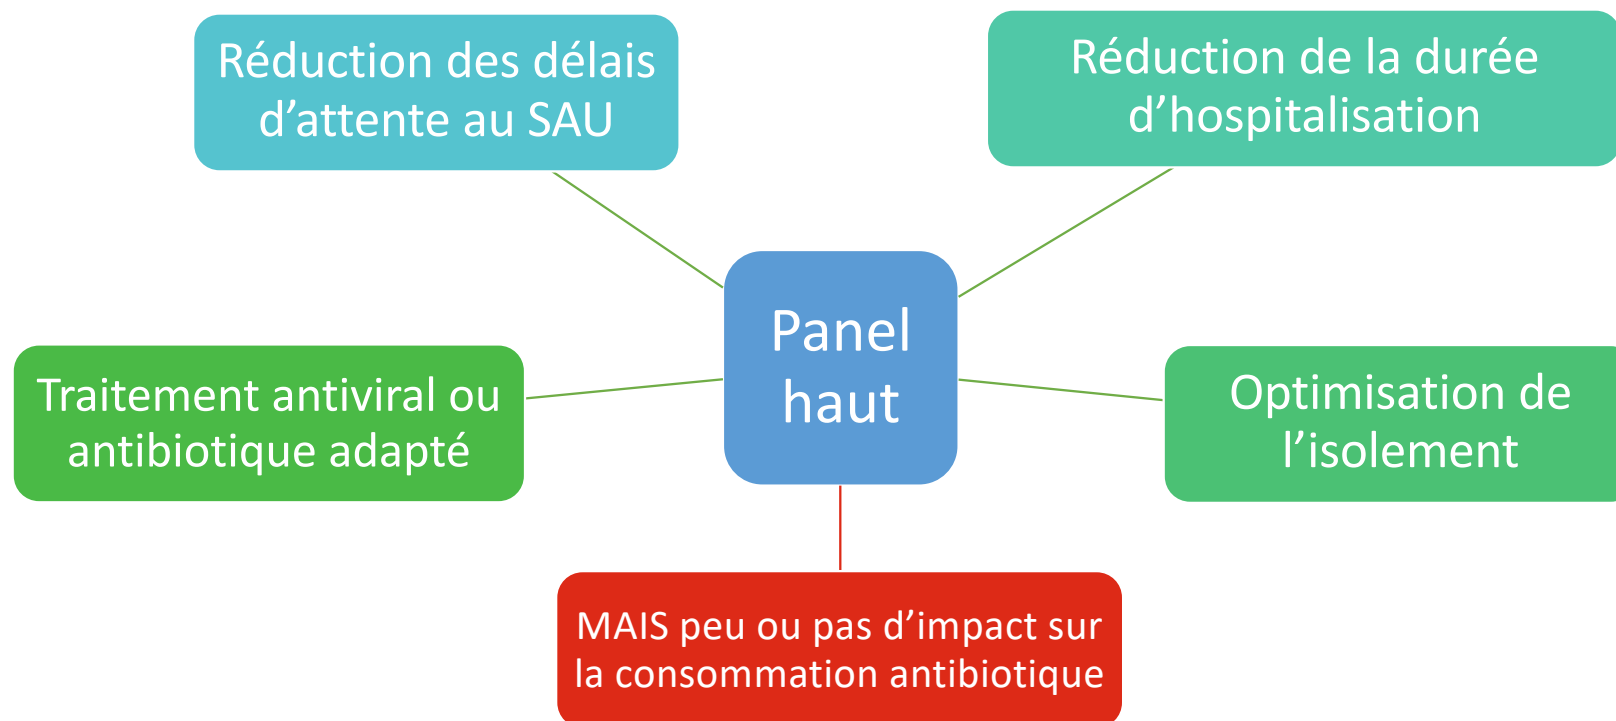 Réduction des délais
d’attente au SAU
Réduction de la durée
d’hospitalisation
Panel
haut
Traitement antiviral ou
antibiotique adapté
Optimisation de
l’isolement
MAIS peu ou pas d’impact sur
la consommation antibiotique